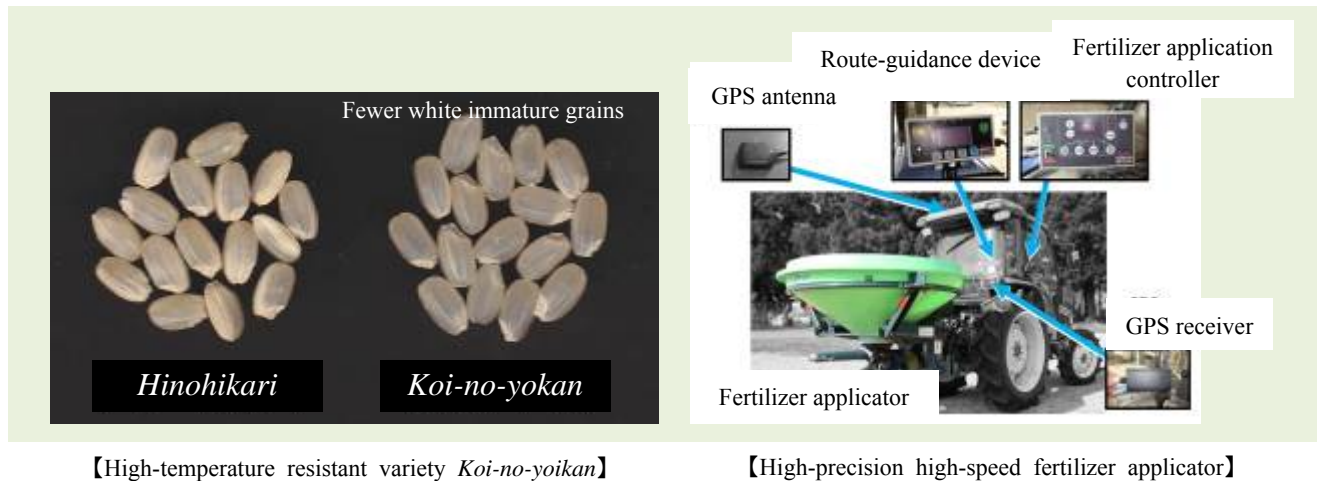 Fewer white immature grains
Hinohikari
Koi-no-yokan
【High-temperature resistant variety Koi-no-yoikan】
Route-guidance device
Fertilizer application
controller
GPS antenna
GPS receiver
Fertilizer applicator
【High-precision high-speed fertilizer applicator】